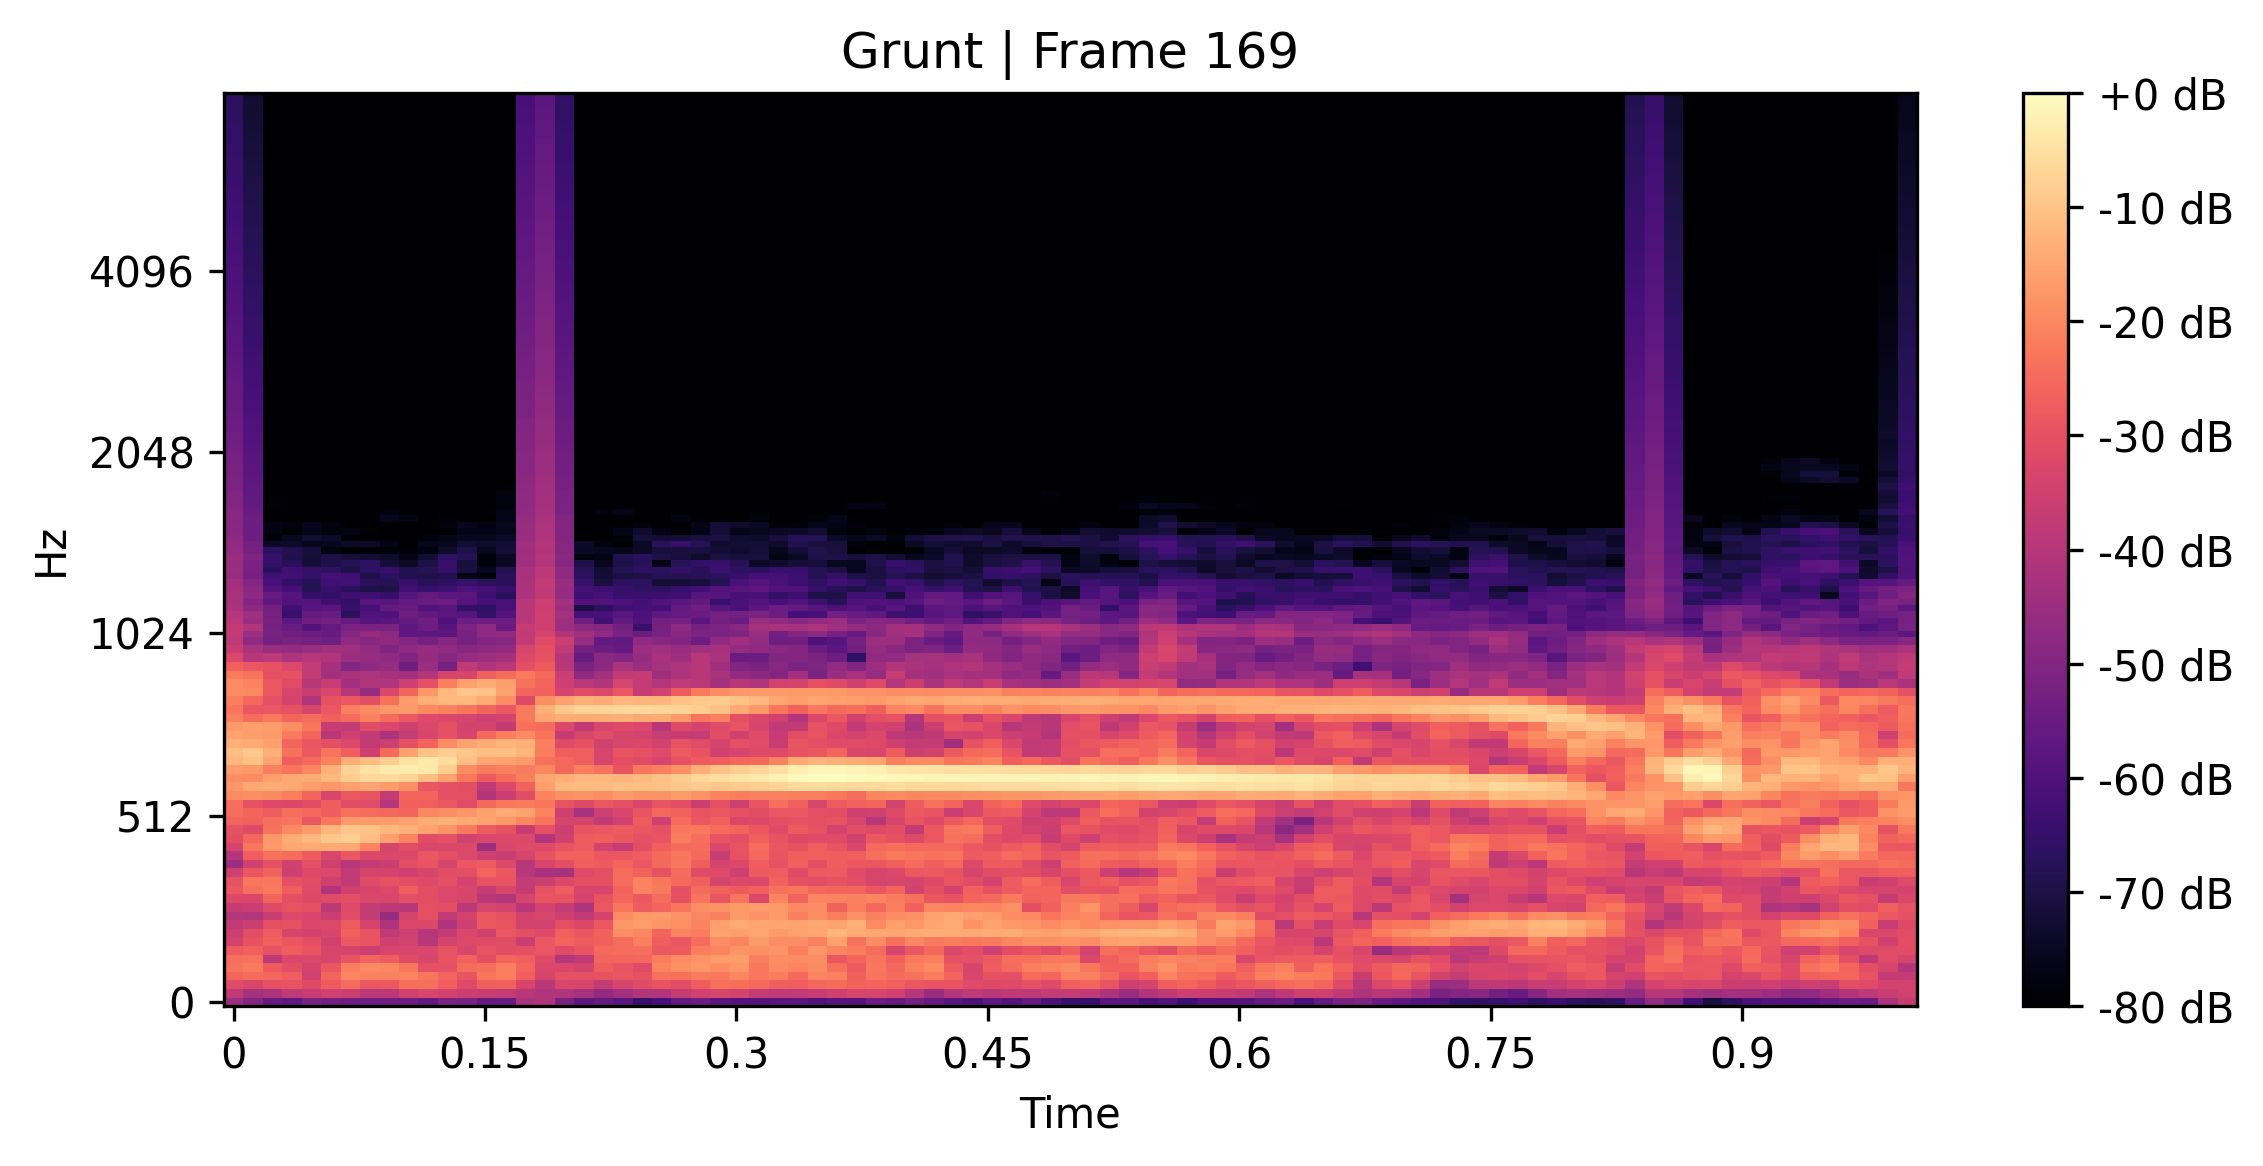 Grunt | Frame 169
+0 dB
-10 dB
-20 dB
-30 dB
-40 dB
-50 dB
-60 dB
-70 dB
-80 dB
Hz
4096
2048
1024
512
0
0 0.15 0.3 0.45 0.6 0.75 0.9
Time